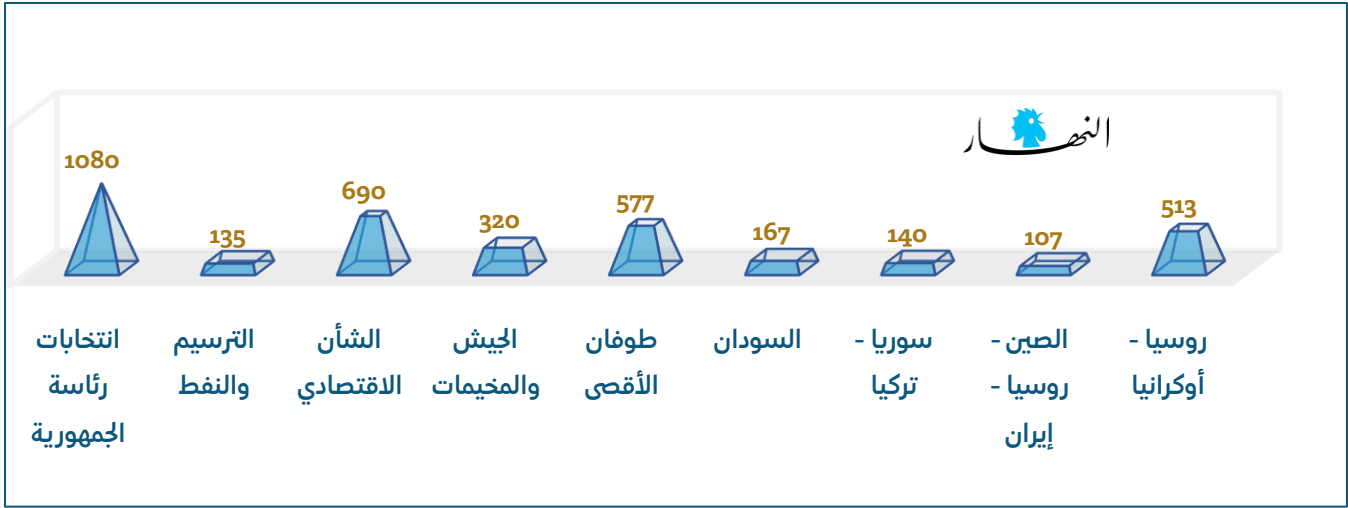 النهار
1080
135
690
320
577
167
140
107
513
انتخابات
رئاسة
الجمهورية
الترسيم
والنفط
الشأن
الاقتصادي
الجيش
والمخيمات
طوفان
الأقصى
السودان
سوريا -
تركيا
الصين -
روسيا -
إيران
روسيا -
أوكرانيا